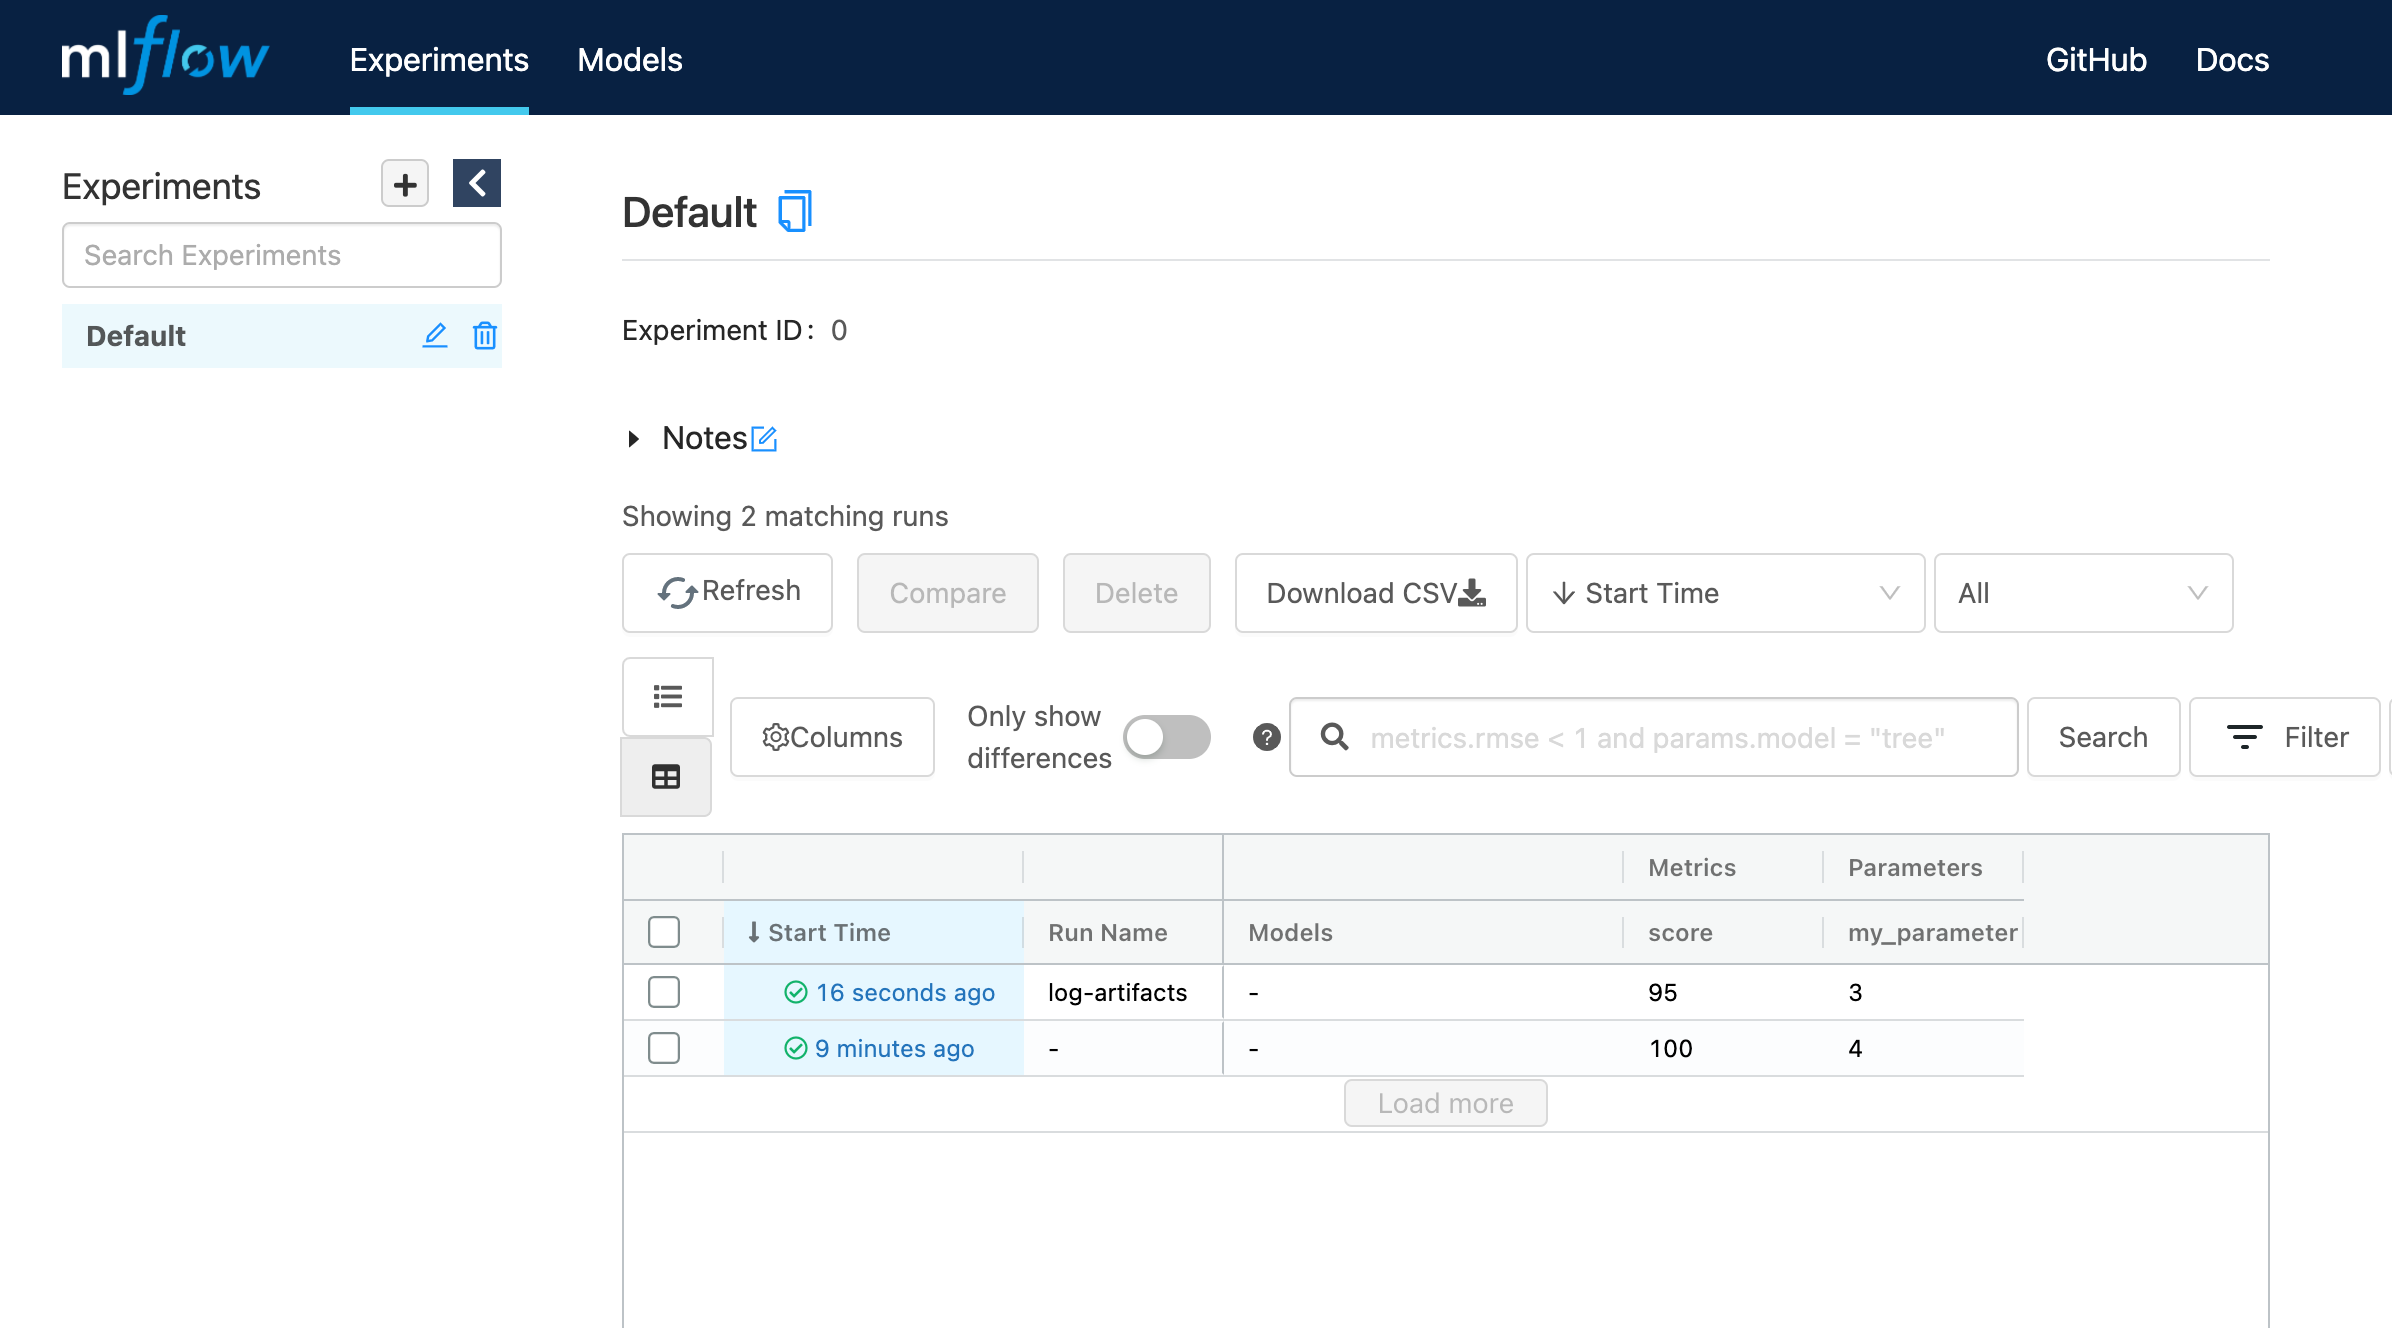 mlflow Experiments Models GitHub Docs
Experiments
Search Experiments
Default
Default
Experiment ID: 0
Notes
Showing 2 matching runs
Refresh Compare Delete Download CSV Start Time All
Columns
Only show
differences
metrics.rmse < 1 and params.model = "tree"
Search
Filter
Metrics Parameters
Start Time Run Name Models score my_parameter
16 seconds ago log-artifacts - 95 3
9 minutes ago - - 100 4
Load more